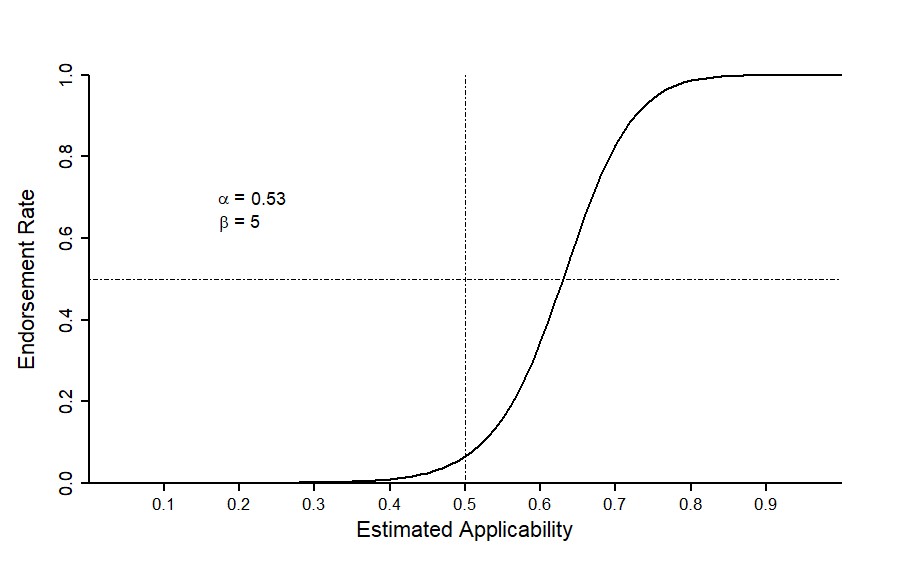 1.0
0.8
0.6
0.4
0.2
0.0
Endorsement Rate
α = 0.53
β = 5
0.1 0.2 0.3 0.4 0.5 0.6 0.7 0.8 0.9
Estimated Applicability